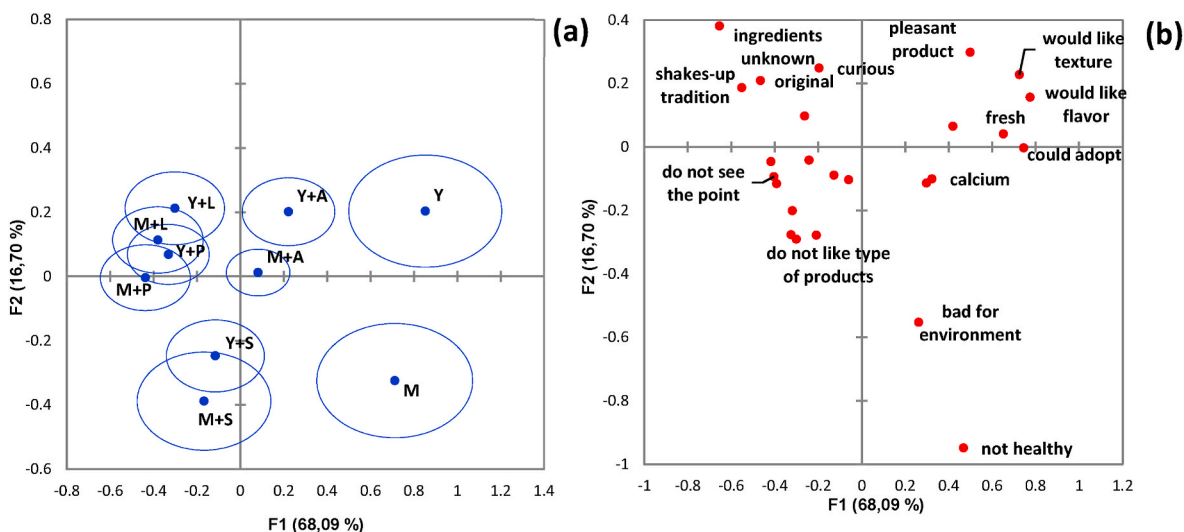 (a)
0.8
0.6
0.4
0.2
0
-0.2
-0.4
-0.6
F2 (16,70 %)
Y+L
Y+A
Y
M+L
Y+P
M+A
M+P
Y+S
M
M+S
-0.8
-0.6
-0.4
-0.2
0
0.2
0.4
0.6
0.8
1
1.2
1.4
F1 (68,09 %)
(b)
0.4
0.2
0
-0.2
-0.4
-0.6
-0.8
-1
F2 (16,70 %)
ingredients
unknown
original
curious
shakes-up
tradition
pleasant
product
would like
texture
would like
flavor
fresh
could adopt
do not see
the point
calcium
do not like type
of products
bad for
environment
not healthy
-1
-0.8
-0.6
-0.4
-0.2
0
0.2
0.4
0.6
0.8
1
1.2
F1 (68,09 %)